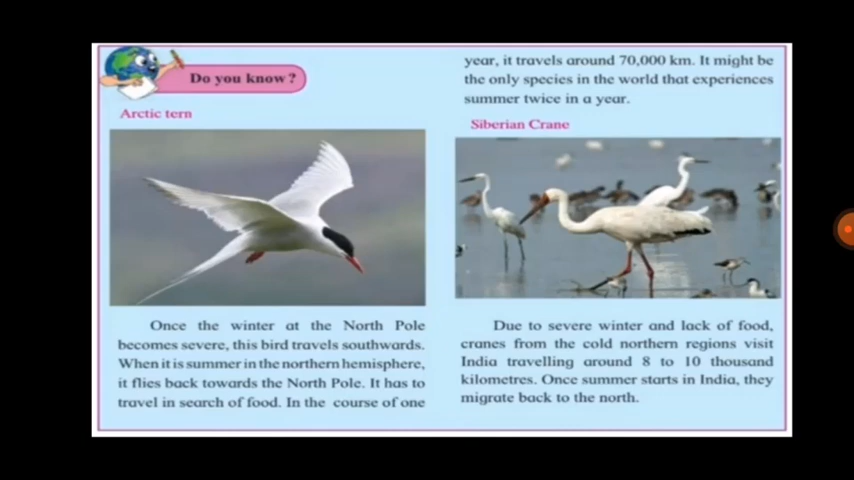 Do you know?
Arctic tern
Once the winter at the North Pole
becomes severe, this bird travels southwards.
When it is summer in the northern hemisphere,
it flies back towards the North Pole. It has to
travel in search of food. In the course of one
year, it travels around 70,000 km. It might be
the only species in the world that experiences
summer twice in a year.
Siberian Crane
Due to severe winter and lack of food,
cranes from the cold northern regions visit
India travelling around 8 to 10 thousand
kilometres. Once summer starts in India, they
migrate back to the north.